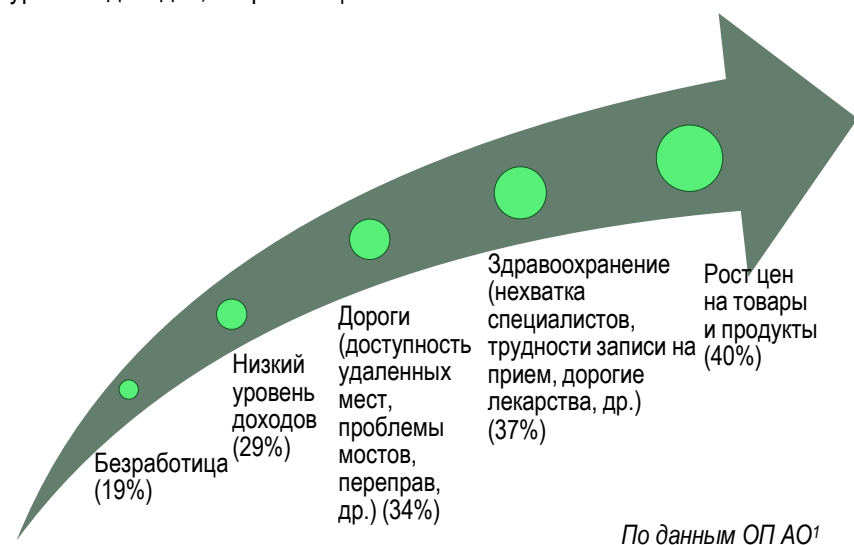 Безработица
(19%)
Низкий
уровень
доходов
(29%)
Дороги
(доступность
удаленных
мест,
проблемы
мостов,
переправ,
др.) (34%)
Здравоохранение
(нехватка
специалистов,
трудности записи на
прием, дорогие
лекарства, др.)
(37%)
Рост цен
на товары
и продукты
(40%)
По данным ОП АО¹